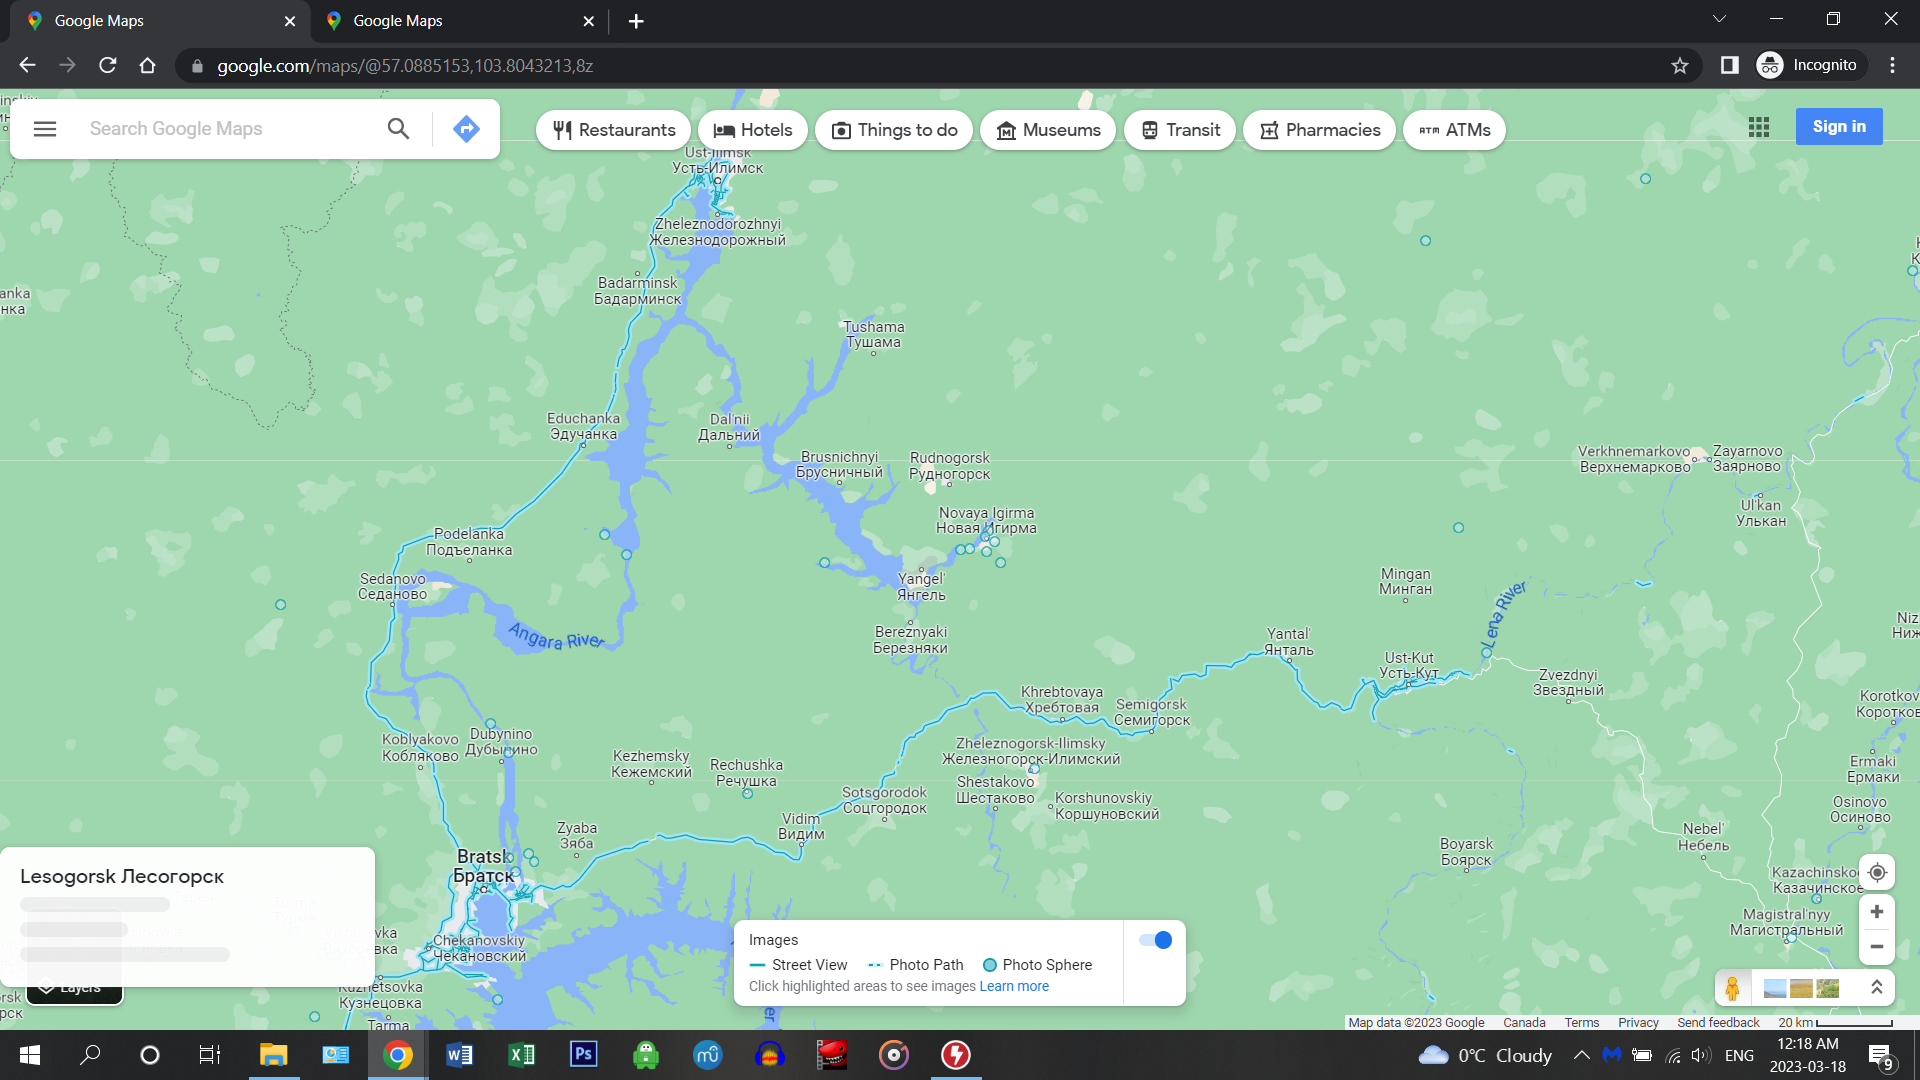 Google Maps
Google Maps
google.com/maps/@57.0885153,103.8043213,8z
Incognito
Search Google Maps
Restaurants
Hotels
Things to do
Museums
Transit
Pharmacies
ATMs
Sign in
Ust-Ilimsk
Усть-Илимск
Zheleznodorozhnyi
Железнодорожный
Badarminsk
Бадарминск
Tushama
Тушама
Educhanka
Эдучанка
Dal'nii
Дальний
Brusnichnyi
Брусничный
Rudnogorsk
Рудногорск
Verkhnemarkovo
Верхнемарково
Zayarnovo
Заярново
Ul'kan
Улькан
Novaya Igirma
Новая Игирма
Podelanka
Подъеланка
Sedanovo
Седаново
Yangel'
Янгель
Mingan
Минган
Lena River
Angara River
Bereznyaki
Березняки
Yantal'
Янталь
Ust-Kut
Усть-Кут
Zvezdnyi
Звездный
Khrebtovaya
Хребтовая
Semigorsk
Семигорск
Koblyakovo
Кобляково
Dubynino
Дубынино
Kezhemsky
Кежемский
Rechushka
Речушка
Zheleznogorsk-Ilimsky
Железногорск-Илимский
Shestakovo
Шестаково
Korshunovskiy
Коршуновский
Sotsgorodok
Соцгородок
Vidim
Видим
Zyaba
Зяба
Ermaki
Ермаки
Osinovo
Осиново
Nebel'
Небель
Boyarsk
Боярск
Kazachinsko
Казачинское
Magistral'nyy
Магистральный
Bratsk
Братск
Chekanovskiy
Чекановский
Kuznetsovka
Кузнецовка
Tarma
Lesogorsk Лесогорск
Layers
Images
Street View
Photo Path
Photo Sphere
Click highlighted areas to see images Learn more
Map data ©2023 Google
Canada
Terms
Privacy
Send feedback
20 km
0°C Cloudy
ENG
12:18 AM
2023-03-18
9